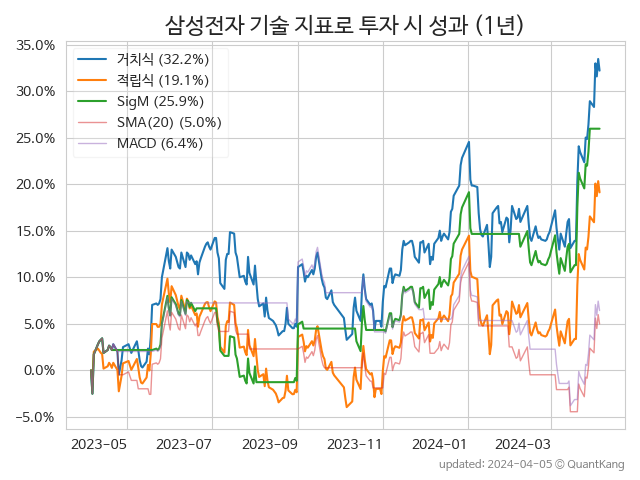 삼성전자 기술 지표로 투자 시 성과 (1년)
35.0%
30.0%
25.0%
20.0%
15.0%
10.0%
5.0%
0.0%
−5.0%
거치식 (32.2%)
적립식 (19.1%)
SigM (25.9%)
SMA(20) (5.0%)
MACD (6.4%)
2023-05 2023-07 2023-09 2023-11 2024-01 2024-03
updated: 2024-04-05 ⓒ QuantKang